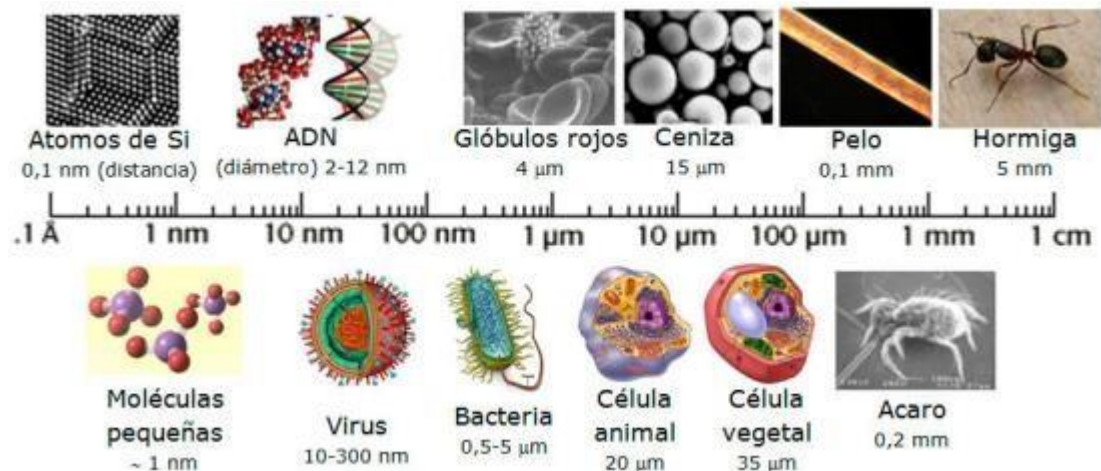 Atomos de Si
0,1 nm (distancia)
ADN
(diámetro) 2-12 nm
Glóbulos rojos
4 μm
Ceniza
15 μm
Pelo
0,1 mm
Hormiga
5 mm
.1 Å 1 nm 10 nm 100 nm 1 μm 10 μm 100 μm 1 mm 1 cm
Moléculas
pequeñas
~ 1 nm
Virus
10-300 nm
Bacteria
0,5-5 μm
Célula
animal
20 μm
Célula
vegetal
35 μm
Acaro
0,2 mm